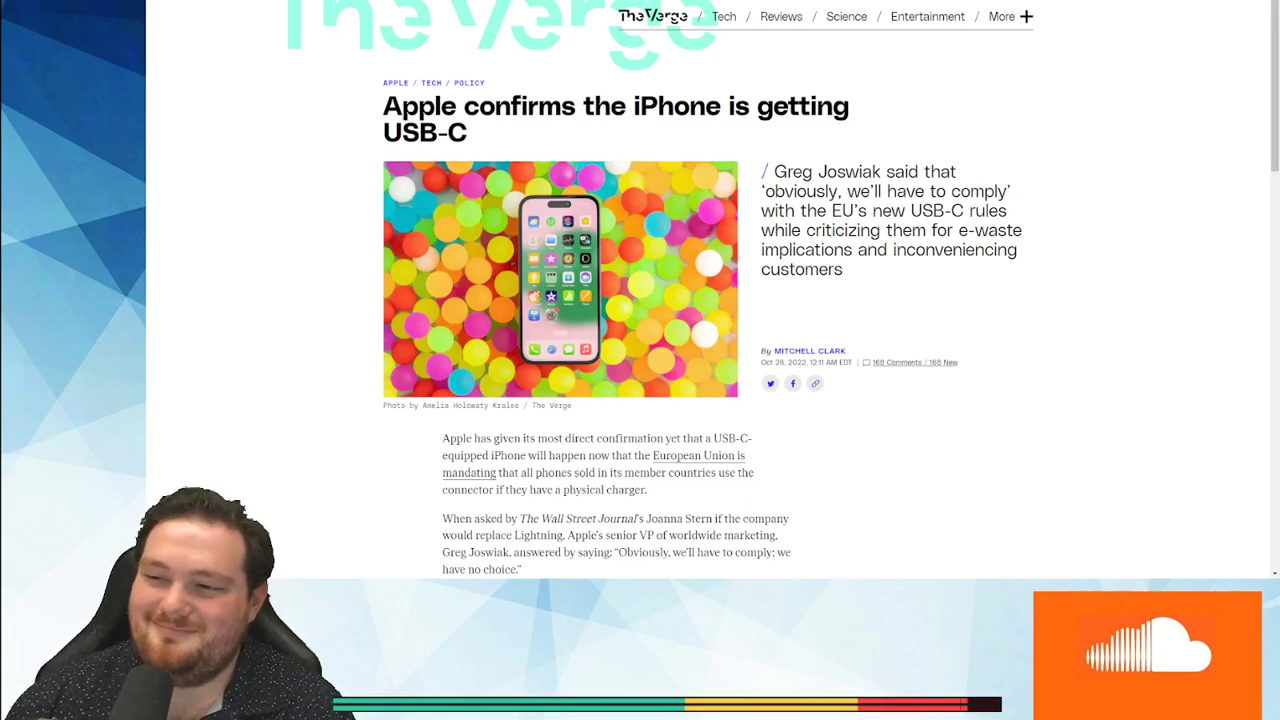 The Verge
TheVerge / Tech / Reviews / Science / Entertainment / More +
APPLE / TECH / POLICY
Apple confirms the iPhone is getting
USB-C
/ Greg Joswiak said that
‘obviously, we’ll have to comply’
with the EU’s new USB-C rules
while criticizing them for e-waste
implications and inconveniencing
customers
By MITCHELL CLARK
Oct 26, 2022, 12:11 AM EDT | 168 Comments / 168 New
Photo by Amelia Holowaty Krales / The Verge
Apple has given its most direct confirmation yet that a USB-C-
equipped iPhone will happen now that the European Union is
mandating that all phones sold in its member countries use the
connector if they have a physical charger.
When asked by The Wall Street Journal’s Joanna Stern if the company
would replace Lightning, Apple’s senior VP of worldwide marketing,
Greg Joswiak, answered by saying: “Obviously, we’ll have to comply; we
have no choice.”